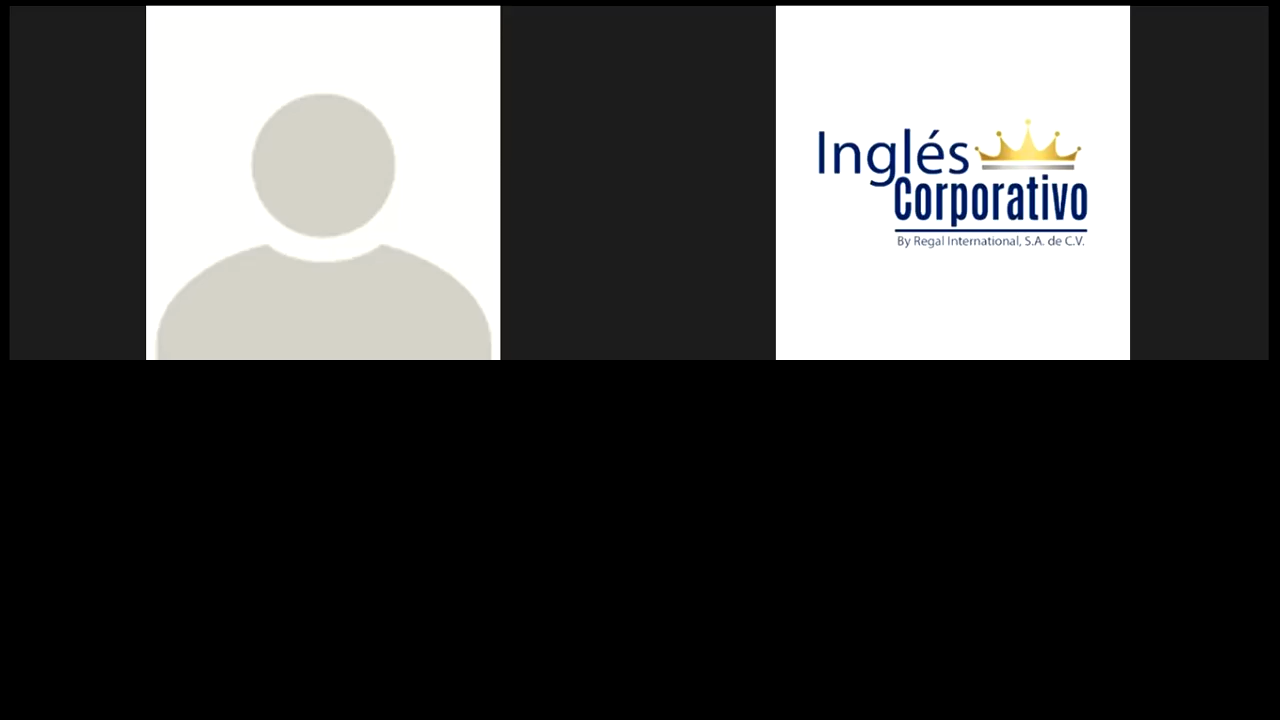 Inglés
Corporativo
By Regal International, S.A. de C.V.